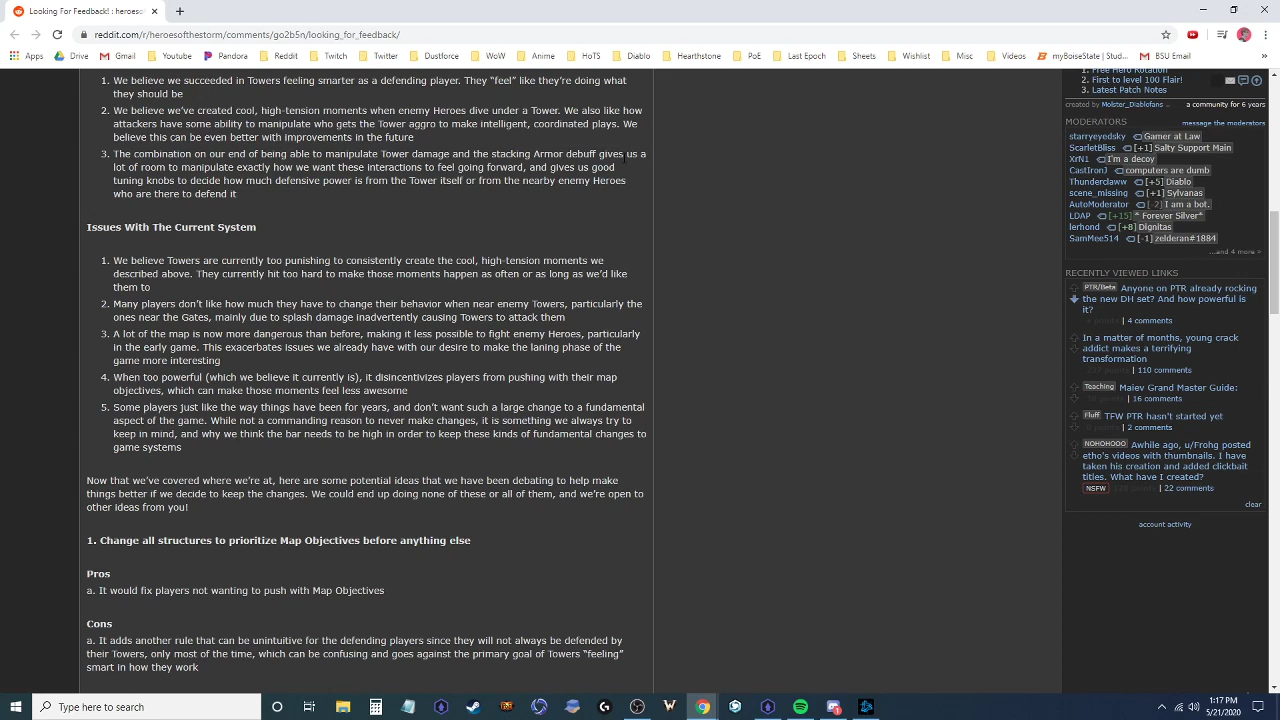 Looking For Feedback! : heroesof
reddit.com/r/heroesofthestorm/comments/go2b5n/looking_for_feedback/
Apps
Drive
Gmail
Youtube
Pandora
Reddit
Twitch
Twitter
Dustforce
Anime
HoTS
Diablo
Hearthstone
PoE
Last Epoch
Sheets
Wishlist
Misc
Videos
myBoiseState
BSU Email
1. We believe we succeeded in Towers feeling smarter as a defending player. They “feel” like they’re doing what
they should be
2. We believe we’ve created cool, high-tension moments when enemy Heroes dive under a Tower. We also like how
attackers have some ability to manipulate who gets the Tower aggro to make intelligent, coordinated plays. We
believe this can be even better with improvements in the future
3. The combination on our end of being able to manipulate Tower damage and the stacking Armor debuff gives us a
lot of room to manipulate exactly how we want these interactions to feel going forward, and gives us good
tuning knobs to decide how much defensive power is from the Tower itself or from the nearby enemy Heroes
who are there to defend it
Issues With The Current System
1. We believe Towers are currently too punishing to consistently create the cool, high-tension moments we
described above. They currently hit too hard to make those moments happen as often or as long as we’d like
them to
2. Many players don’t like how much they have to change their behavior when near enemy Towers, particularly the
ones near the Gates, mainly due to splash damage inadvertently causing Towers to attack them
3. A lot of the map is now more dangerous than before, making it less possible to fight enemy Heroes, particularly
in the early game. This exacerbates issues we already have with our desire to make the laning phase of the
game more interesting
4. When too powerful (which we believe it currently is), it disincentivizes players from pushing with their map
objectives, which can make those moments feel less awesome
5. Some players just like the way things have been for years, and don’t want such a large change to a fundamental
aspect of the game. While not a commanding reason to never make changes, it is something we always try to
keep in mind, and why we think the bar needs to be high in order to keep these kinds of fundamental changes to
game systems
Now that we’ve covered where we’re at, here are some potential ideas that we have been debating to help make
things better if we decide to keep the changes. We could end up doing none of these or all of them, and we’re open to
other ideas from you!
1. Change all structures to prioritize Map Objectives before anything else
Pros
a. It would fix players not wanting to push with Map Objectives
Cons
a. It adds another rule that can be unintuitive for the defending players since they will not always be defended by
their Towers, only most of the time, which can be confusing and goes against the primary goal of Towers “feeling”
smart in how they work
1. Free Hero Rotation
2. First to level 100 Flair!
3. Latest Patch Notes
created by Molster_Diablofans
a community for 6 years
message the moderators
MODERATORS
starryeyedsky Gamer at Law
ScarletBliss [+1] Salty Support Main
XrN1 I'm a decoy
CastIronJ computers are dumb
Thunderclaww [+5] Diablo
scene_missing [+1] Sylvanas
AutoModerator [-2] I am a bot.
LDAP [+15] ^ Forever Silver^
lerhond [+8] Dignitas
SamMee514 [-1] zelderan#1884
...and 4 more »
RECENTLY VIEWED LINKS
PTR/Beta Anyone on PTR already rocking
the new DH set? And how powerful is
it?
| 4 comments
In a matter of months, young crack
addict makes a terrifying
transformation
| 110 comments
Teaching Maiev Grand Master Guide:
| 16 comments
Fluff TFW PTR hasn't started yet
| 2 comments
NOHOHOOO Awhile ago, u/Frohg posted
etho's videos with thumbnails. I have
taken his creation and added clickbait
titles. What have I created?
NSFW | 22 comments
clear
account activity
Type here to search
1:17 PM
5/21/2020